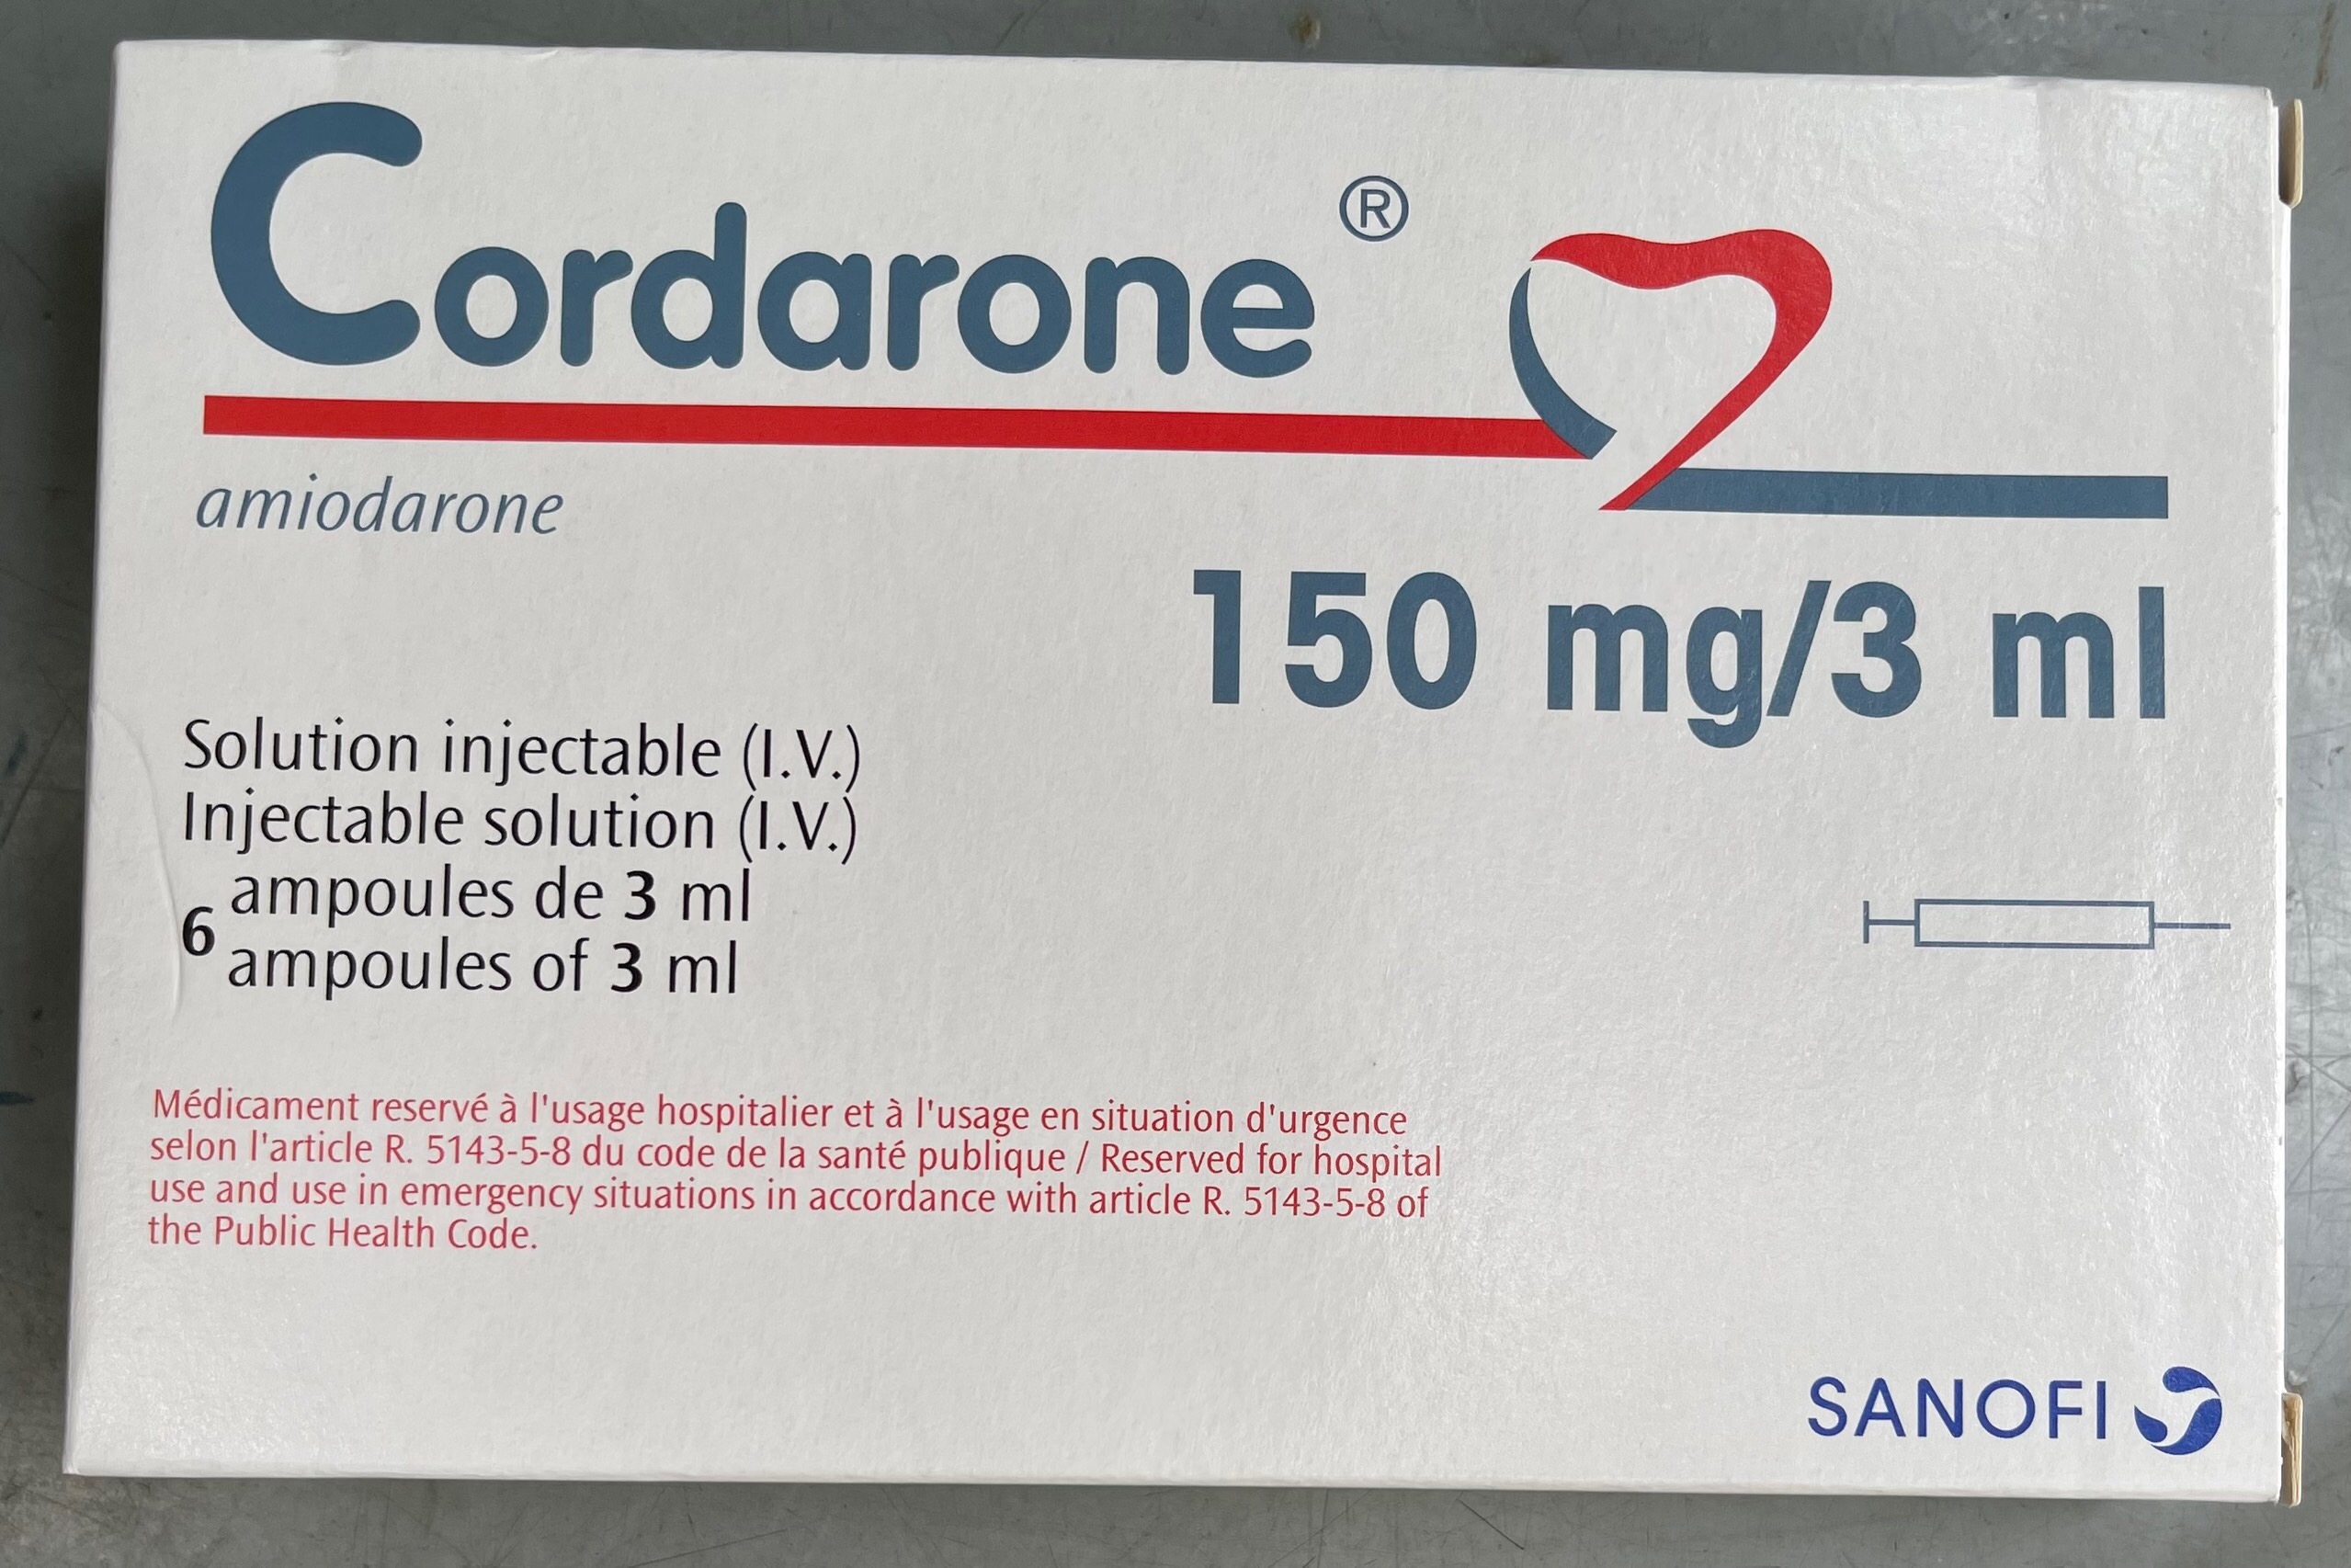 Cordarone®
amiodarone
150 mg/3 ml
Solution injectable (I.V.)
Injectable solution (I.V.)
6 ampoules de 3 ml
ampoules of 3 ml
Médicament reservé à l'usage hospitalier et à l'usage en situation d'urgence
selon l'article R. 5143-5-8 du code de la santé publique / Reserved for hospital
use and use in emergency situations in accordance with article R. 5143-5-8 of
the Public Health Code.
SANOFI